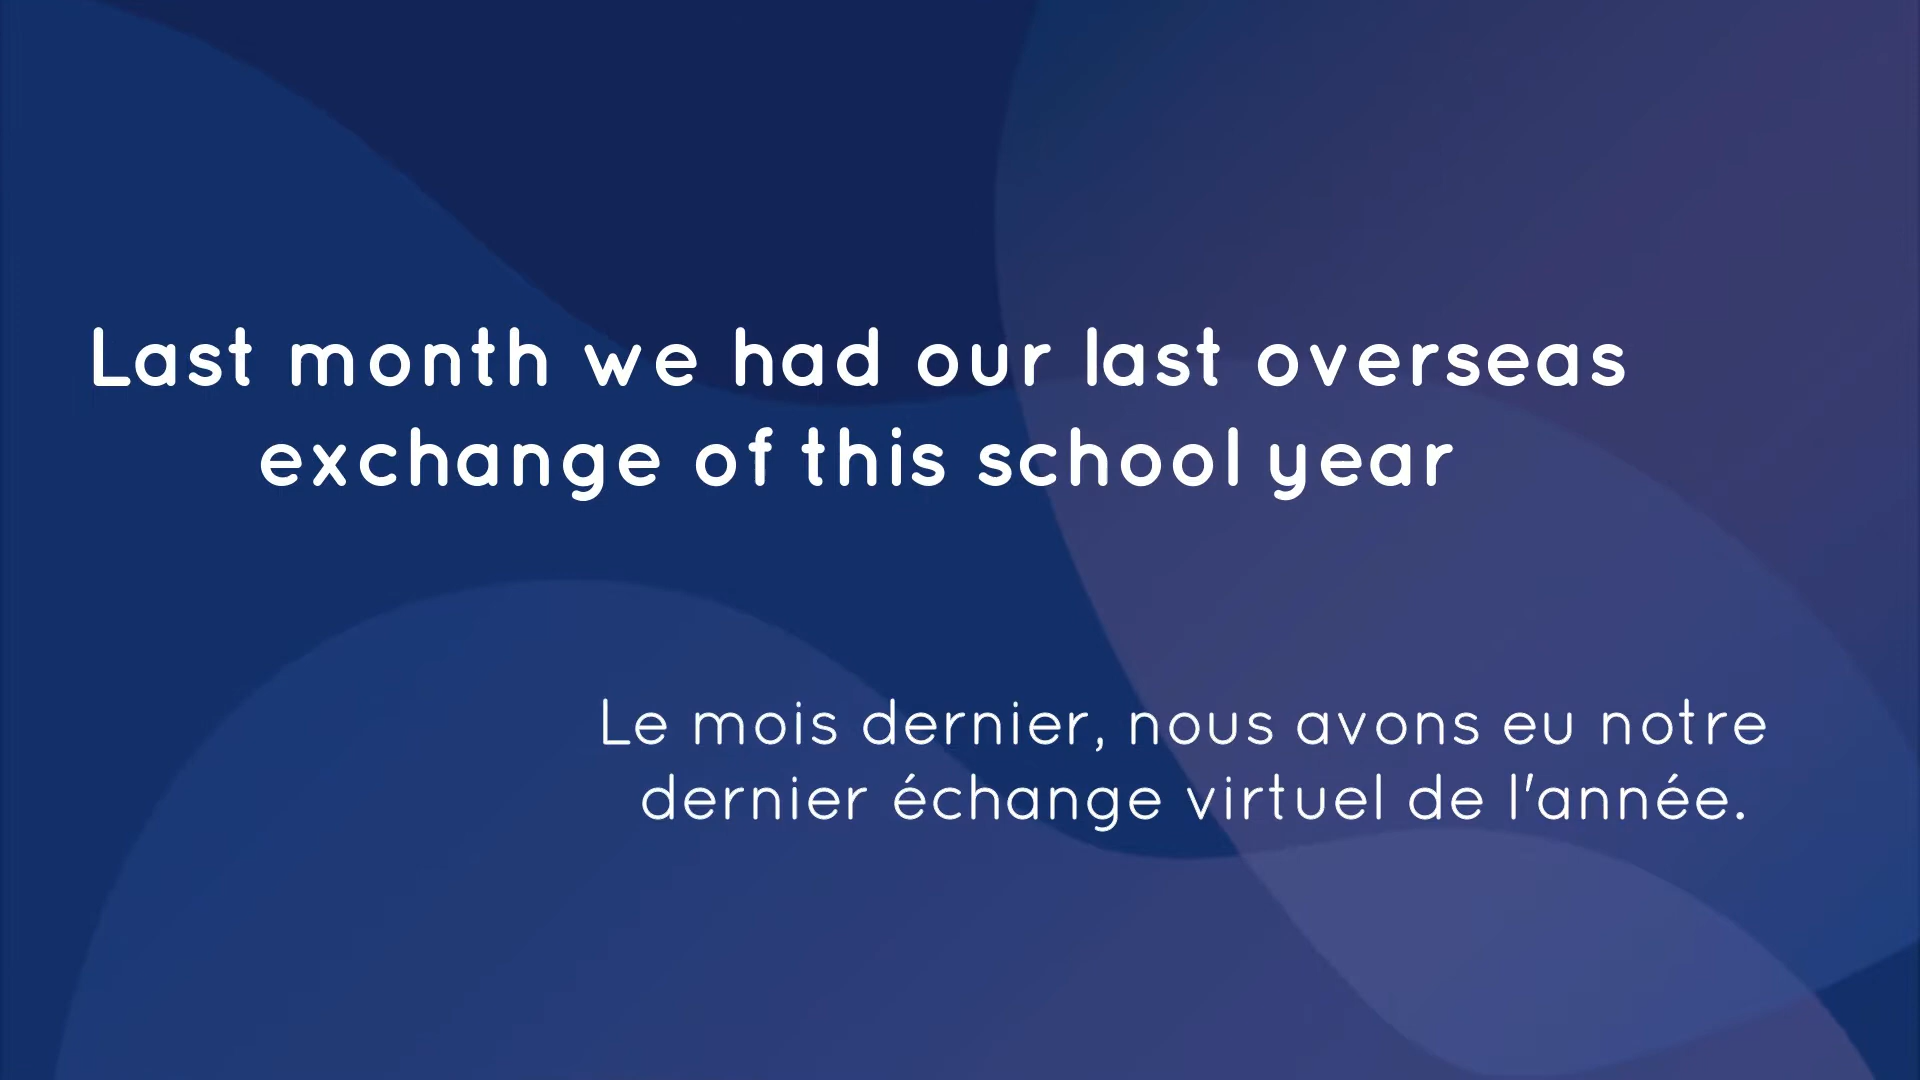 Last month we had our last overseas
exchange of this school year
Le mois dernier, nous avons eu notre
dernier échange virtuel de l'année.